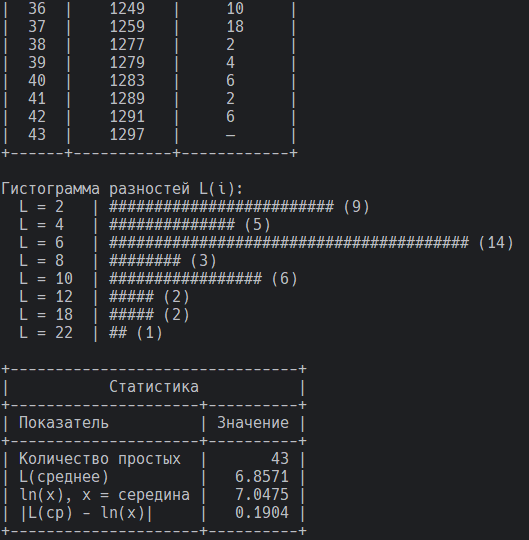 |  36  |    1249   |     10     |
|  37  |    1259   |     18     |
|  38  |    1277   |     2      |
|  39  |    1279   |     4      |
|  40  |    1283   |     6      |
|  41  |    1289   |     2      |
|  42  |    1291   |     6      |
|  43  |    1297   |     —      |
+------+-----------+------------+
Гистограмма разностей L(i):
  L = 2   | ######################### (9)
  L = 4   | ############## (5)
  L = 6   | ######################################## (14)
  L = 8   | ######## (3)
  L = 10  | ################# (6)
  L = 12  | ##### (2)
  L = 18  | ##### (2)
  L = 22  | ## (1)
+--------------------------------+
|           Статистика           |
+---------------------+----------+
| Показатель          | Значение |
+---------------------+----------+
| Количество простых  |       43 |
| L(среднее)          |   6.8571 |
| ln(x), x = середина |   7.0475 |
| |L(ср) - ln(x)|     |   0.1904 |
+---------------------+----------+